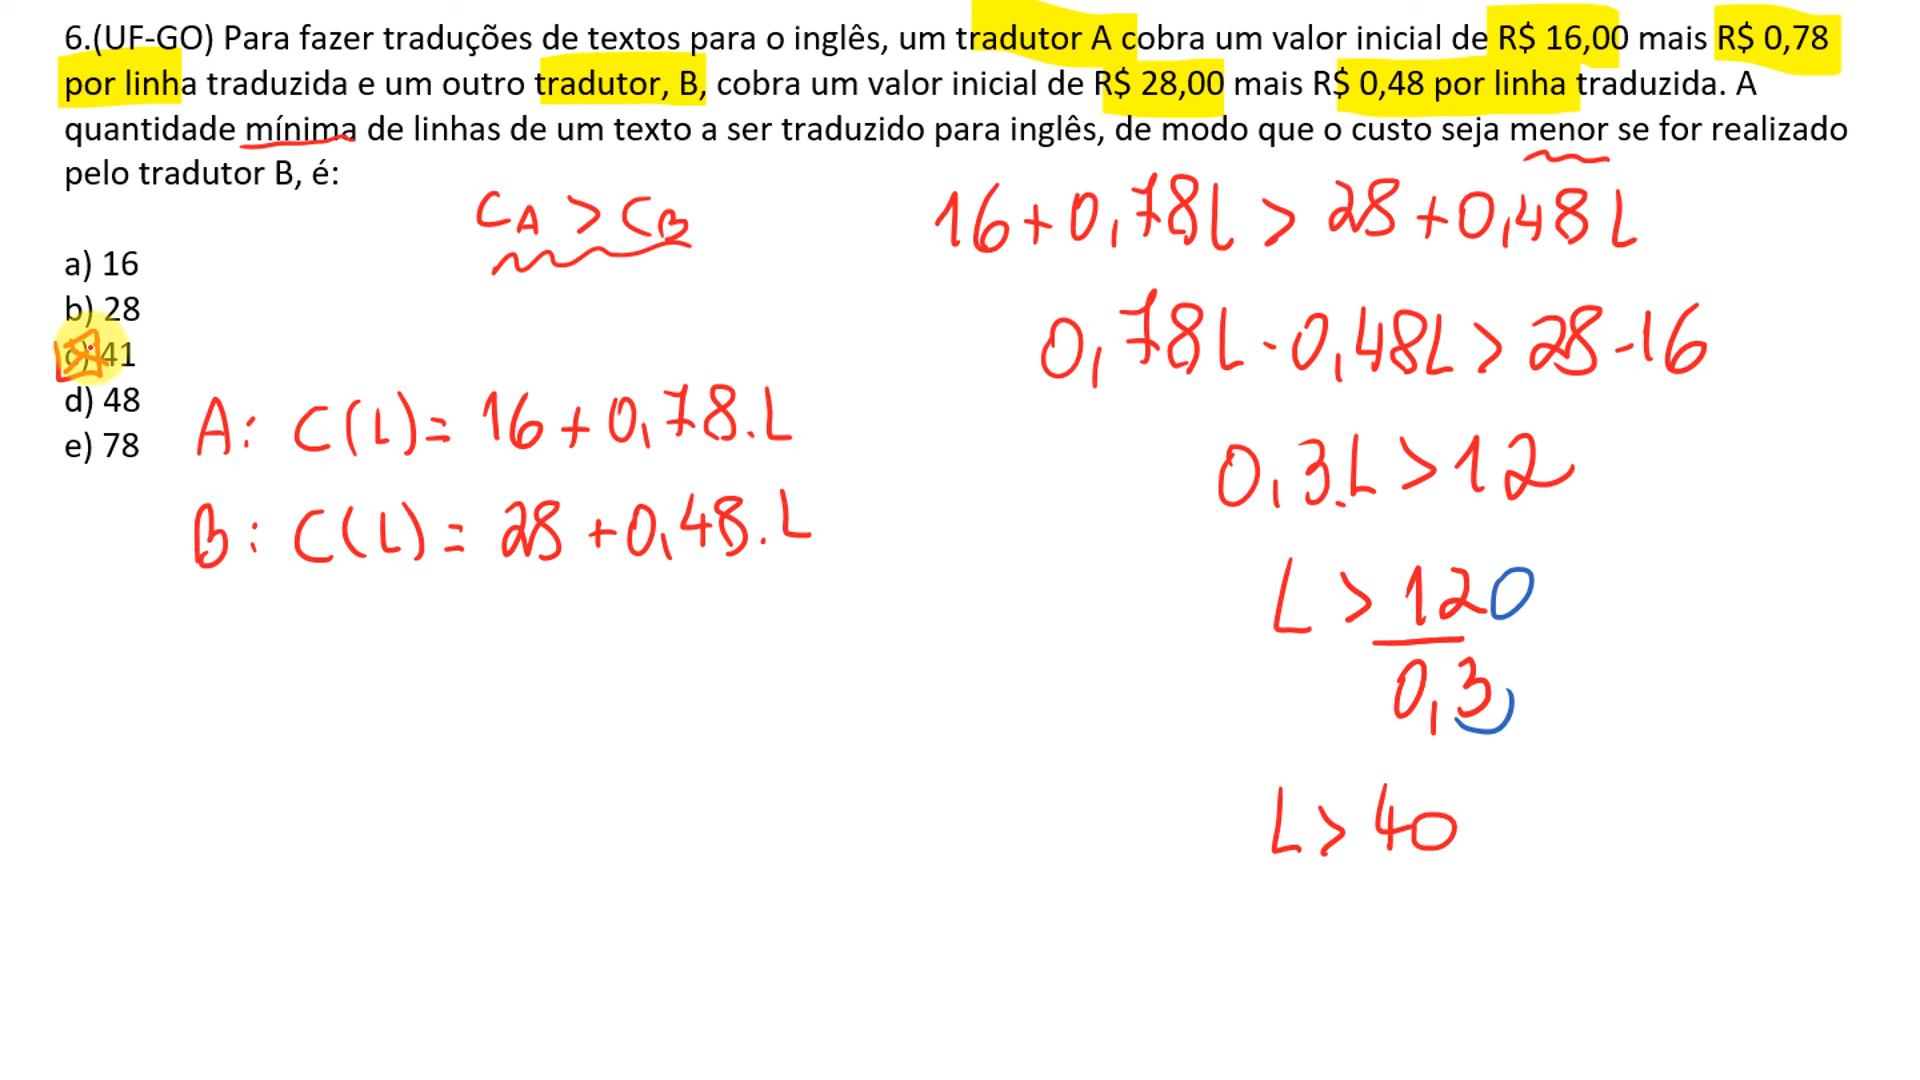 6.(UF-GO) Para fazer traduções de textos para o inglês, um tradutor A cobra um valor inicial de R$ 16,00 mais R$ 0,78
por linha traduzida e um outro tradutor, B, cobra um valor inicial de R$ 28,00 mais R$ 0,48 por linha traduzida. A
quantidade mínima de linhas de um texto a ser traduzido para inglês, de modo que o custo seja menor se for realizado
pelo tradutor B, é:
CA > CB
16+0,78L > 28+0,48L
a) 16
b) 28
0,78L-0,48L > 28-16
c) 41
d) 48
A: C(L)= 16+0,78.L
e) 78
0,3.L > 12
B: C(L)= 28+0,48.L
L > 120
0,3
L > 40